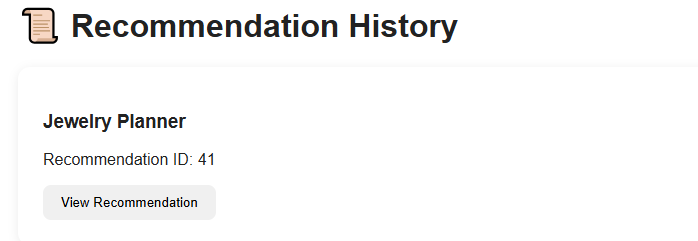 Recommendation History
Jewelry Planner
Recommendation ID: 41
View Recommendation